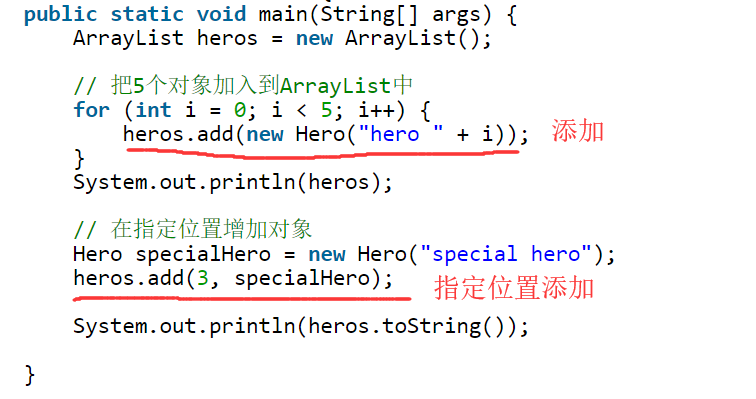 public static void main(String[] args) {
ArrayList heros = new ArrayList();
// 把5个对象加入到ArrayList中
for (int i = 0; i < 5; i++) {
heros.add(new Hero("hero " + i)); 添加
}
System.out.println(heros);
// 在指定位置增加对象
Hero specialHero = new Hero("special hero");
heros.add(3, specialHero); 指定位置添加
System.out.println(heros.toString());
}